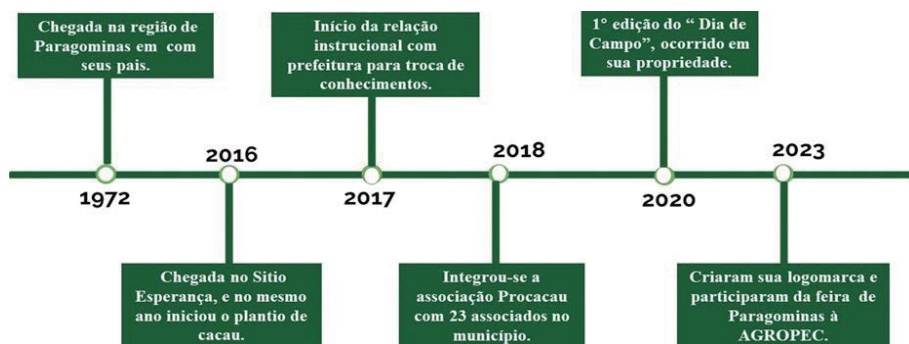 Chegada na região de
Paragominas em com
seus pais.
1972
2016
Chegada no Sitio
Esperança, e no mesmo
ano iniciou o plantio de
cacau.
Início da relação
instrucional com
prefeitura para troca de
conhecimentos.
2017
2018
Integrou-se a
associação Procacau
com 23 associados no
município.
1° edição do “ Dia de
Campo”, ocorrido em
sua propriedade.
2020
2023
Criaram sua logomarca e
participaram da feira de
Paragominas à
AGROPEC.